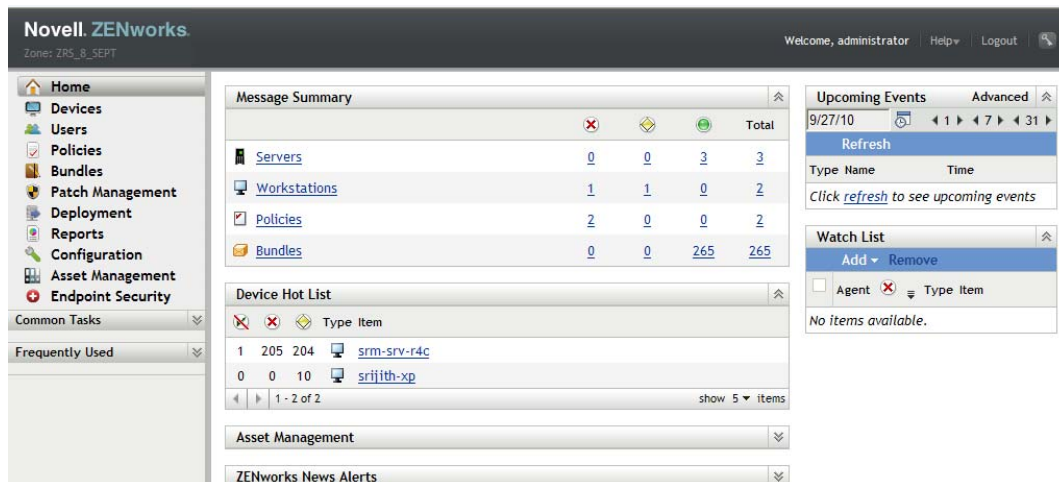 Novell. ZENworks.
Zone: ZRS_8_SEPT
Welcome, administrator Help Logout
Home
Devices
Users
Policies
Bundles
Patch Management
Deployment
Reports
Configuration
Asset Management
Endpoint Security
Common Tasks
Frequently Used
Message Summary
Total
Servers 0 0 3 3
Workstations 1 1 0 2
Policies 2 0 0 2
Bundles 0 0 265 265
Device Hot List
Type Item
1 205 204 srm-srv-r4c
0 0 10 srijith-xp
1 - 2 of 2 show 5 items
Asset Management
ZENworks News Alerts
Upcoming Events Advanced
9/27/10 1 7 31
Refresh
Type Name Time
Click refresh to see upcoming events
Watch List
Add Remove
Agent Type Item
No items available.